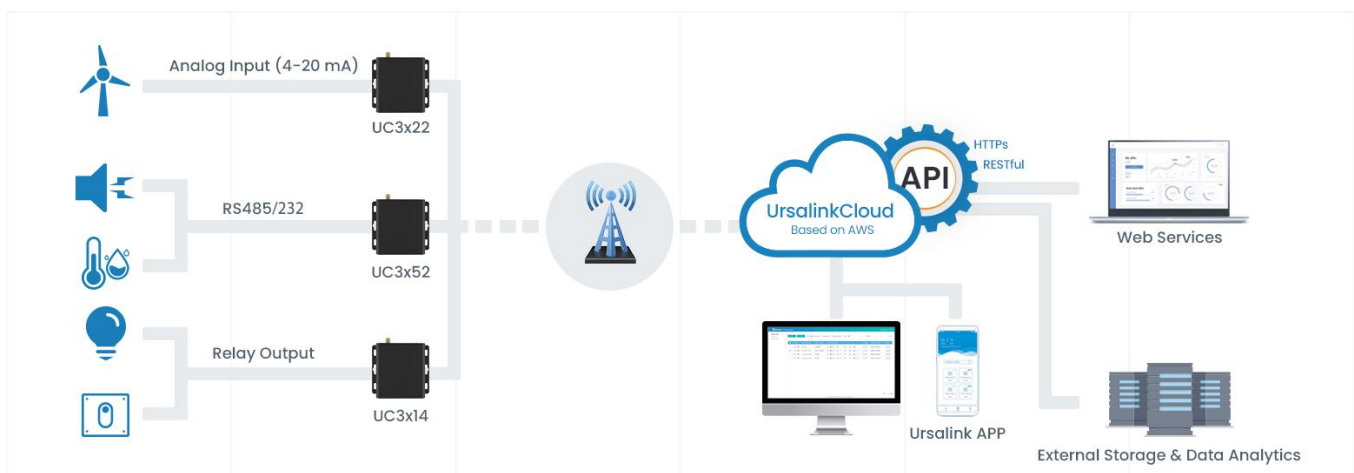 Analog Input (4-20 mA)
UC3x22
RS485/232
UC3x52
Relay Output
UC3x14
UrsalinkCloud
Based on AWS
API
HTTPs
RESTful
Web Services
Ursalink APP
External Storage & Data Analytics